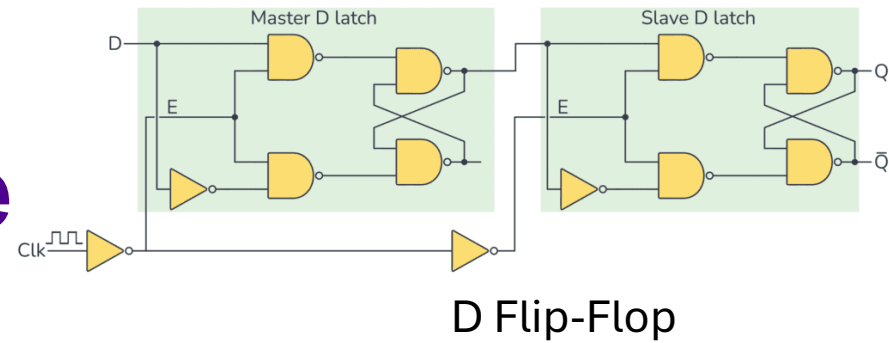 Master D latch
Slave D latch
D
E
E
Q
Q̅
Clk
e
D Flip-Flop